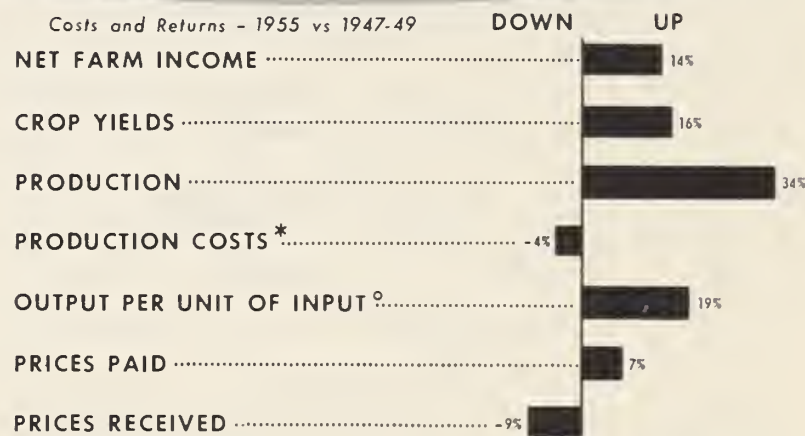 Costs and Returns – 1955 vs 1947-49 DOWN UP
NET FARM INCOME 14%
CROP YIELDS 16%
PRODUCTION 34%
PRODUCTION COSTS* -4%
OUTPUT PER UNIT OF INPUT° 19%
PRICES PAID 7%
PRICES RECEIVED -9%